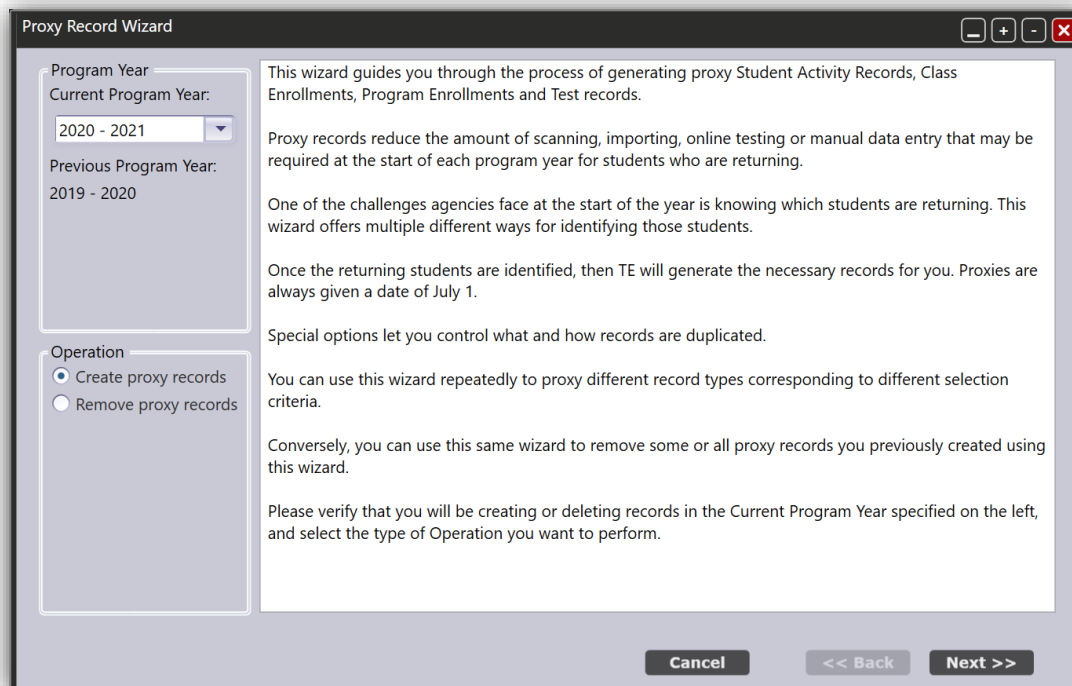 Proxy Record Wizard
Program Year
Current Program Year:
2020 - 2021
Previous Program Year:
2019 - 2020
Operation
Create proxy records
Remove proxy records
This wizard guides you through the process of generating proxy Student Activity Records, Class
Enrollments, Program Enrollments and Test records.
Proxy records reduce the amount of scanning, importing, online testing or manual data entry that may be
required at the start of each program year for students who are returning.
One of the challenges agencies face at the start of the year is knowing which students are returning. This
wizard offers multiple different ways for identifying those students.
Once the returning students are identified, then TE will generate the necessary records for you. Proxies are
always given a date of July 1.
Special options let you control what and how records are duplicated.
You can use this wizard repeatedly to proxy different record types corresponding to different selection
criteria.
Conversely, you can use this same wizard to remove some or all proxy records you previously created using
this wizard.
Please verify that you will be creating or deleting records in the Current Program Year specified on the left,
and select the type of Operation you want to perform.
Cancel
<< Back
Next >>